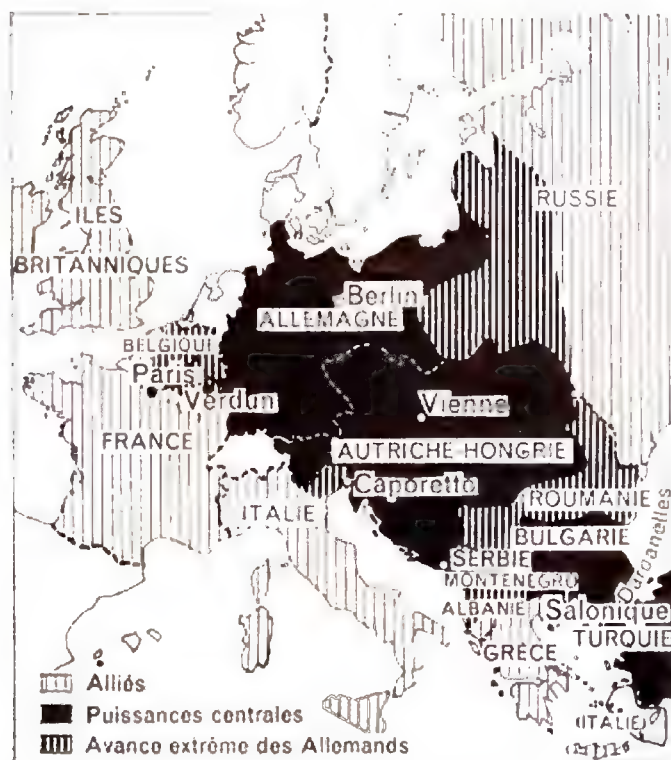 RUSSIE
ILES
BRITANNIQUES
Berlin
ALLEMAGNE
BELGIQUE
Paris
Verdun
Vienne
FRANCE
AUTRICHE-HONGRIE
Caporetto
ROUMANIE
ITALIE
BULGARIE
Dardanelles
SERBIE
MONTENEGRO
ALBANIE
Salonique
TURQUIE
GRÈCE
(ITALIE)
Alliés
Puissances centrales
Avance extrême des Allemands